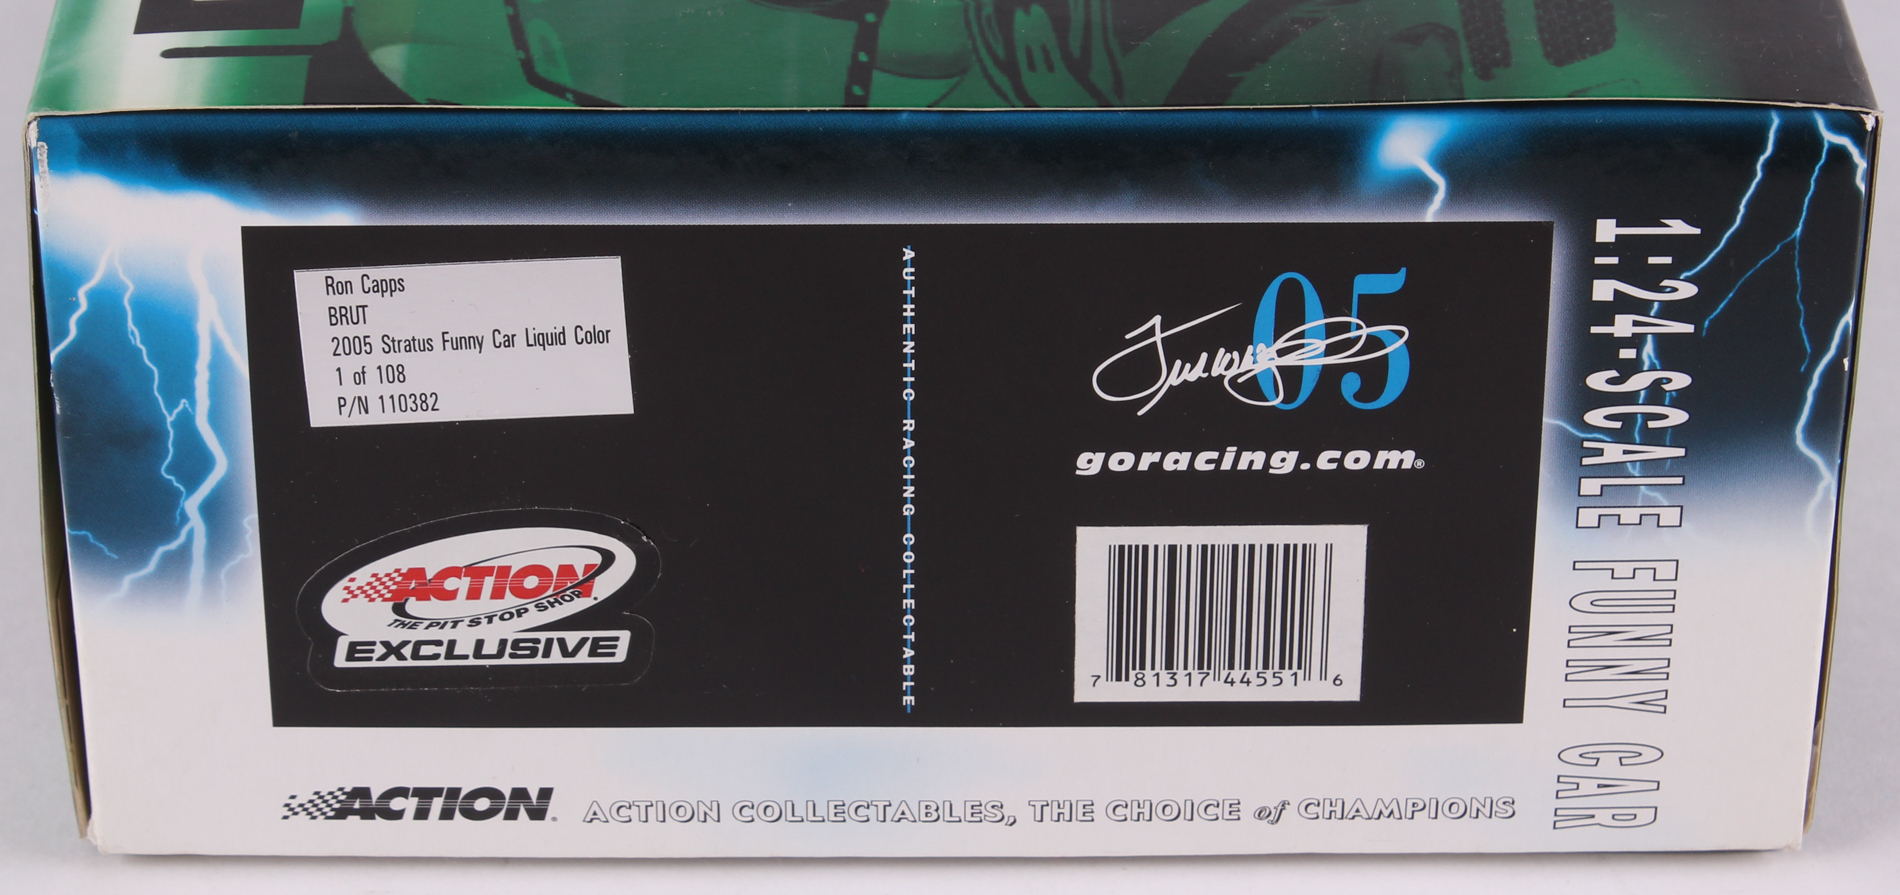 Ron Capps
BRUT
2005 Stratus Funny Car Liquid Color
1 of 108
P/N 110382
ACTION
THE PIT STOP SHOP
EXCLUSIVE
AUTHENTIC RACING COLLECTABLE
05
goracing.com®
7 81317 44551 6
1:24-SCALE FUNNY CAR
ACTION.
ACTION COLLECTABLES, THE CHOICE of CHAMPIONS